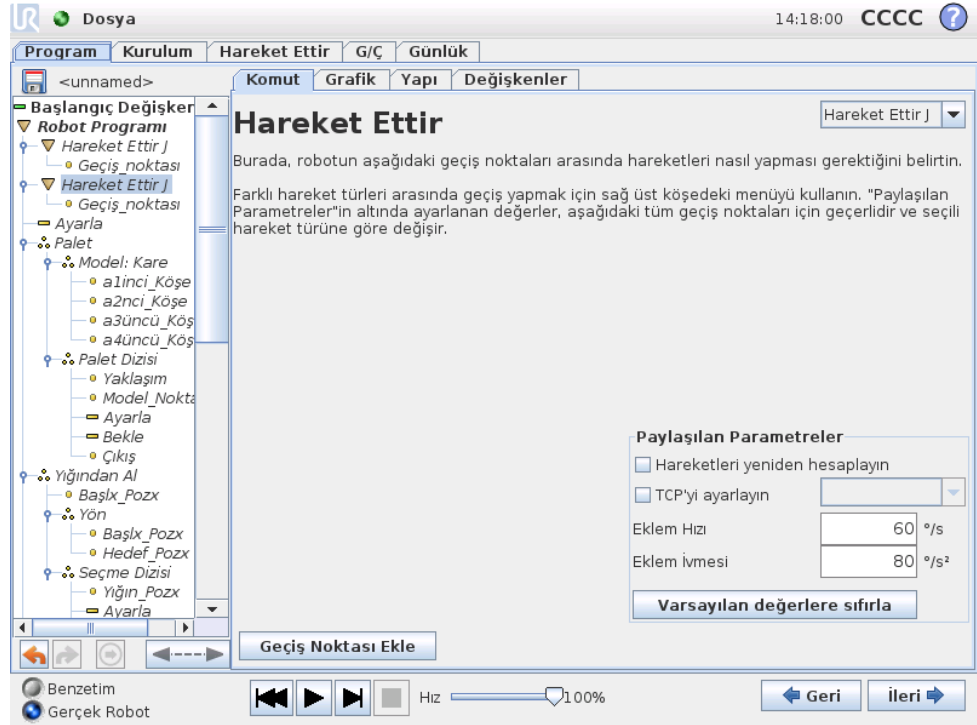 UR Dosya 14:18:00 CCCC ?
Program Kurulum Hareket Ettir G/Ç Günlük
<unnamed>
Komut Grafik Yapı Değişkenler
Başlangıç Değişker
Robot Programı
Hareket Ettir J
Geçiş_noktası
Hareket Ettir J
Geçiş_noktası
Ayarla
Palet
Model: Kare
a1inci_Köşe
a2nci_Köşe
a3üncü_Köş
a4üncü_Köş
Palet Dizisi
Yaklaşım
Model_Nokta
Ayarla
Bekle
Çıkış
Yığından Al
Başlx_Pozx
Yön
Başlx_Pozx
Hedef_Pozx
Seçme Dizisi
Yığın_Pozx
Ayarla
Hareket Ettir
Hareket Ettir J
Burada, robotun aşağıdaki geçiş noktaları arasında hareketleri nasıl yapması gerektiğini belirtin.
Farklı hareket türleri arasında geçiş yapmak için sağ üst köşedeki menüyü kullanın. "Paylaşılan
Parametreler"in altında ayarlanan değerler, aşağıdaki tüm geçiş noktaları için geçerlidir ve seçili
hareket türüne göre değişir.
Paylaşılan Parametreler
Hareketleri yeniden hesaplayın
TCP'yi ayarlayın
Eklem Hızı 60 °/s
Eklem İvmesi 80 °/s²
Varsayılan değerlere sıfırla
Geçiş Noktası Ekle
Benzetim
Gerçek Robot
Hız 100%
Geri İleri